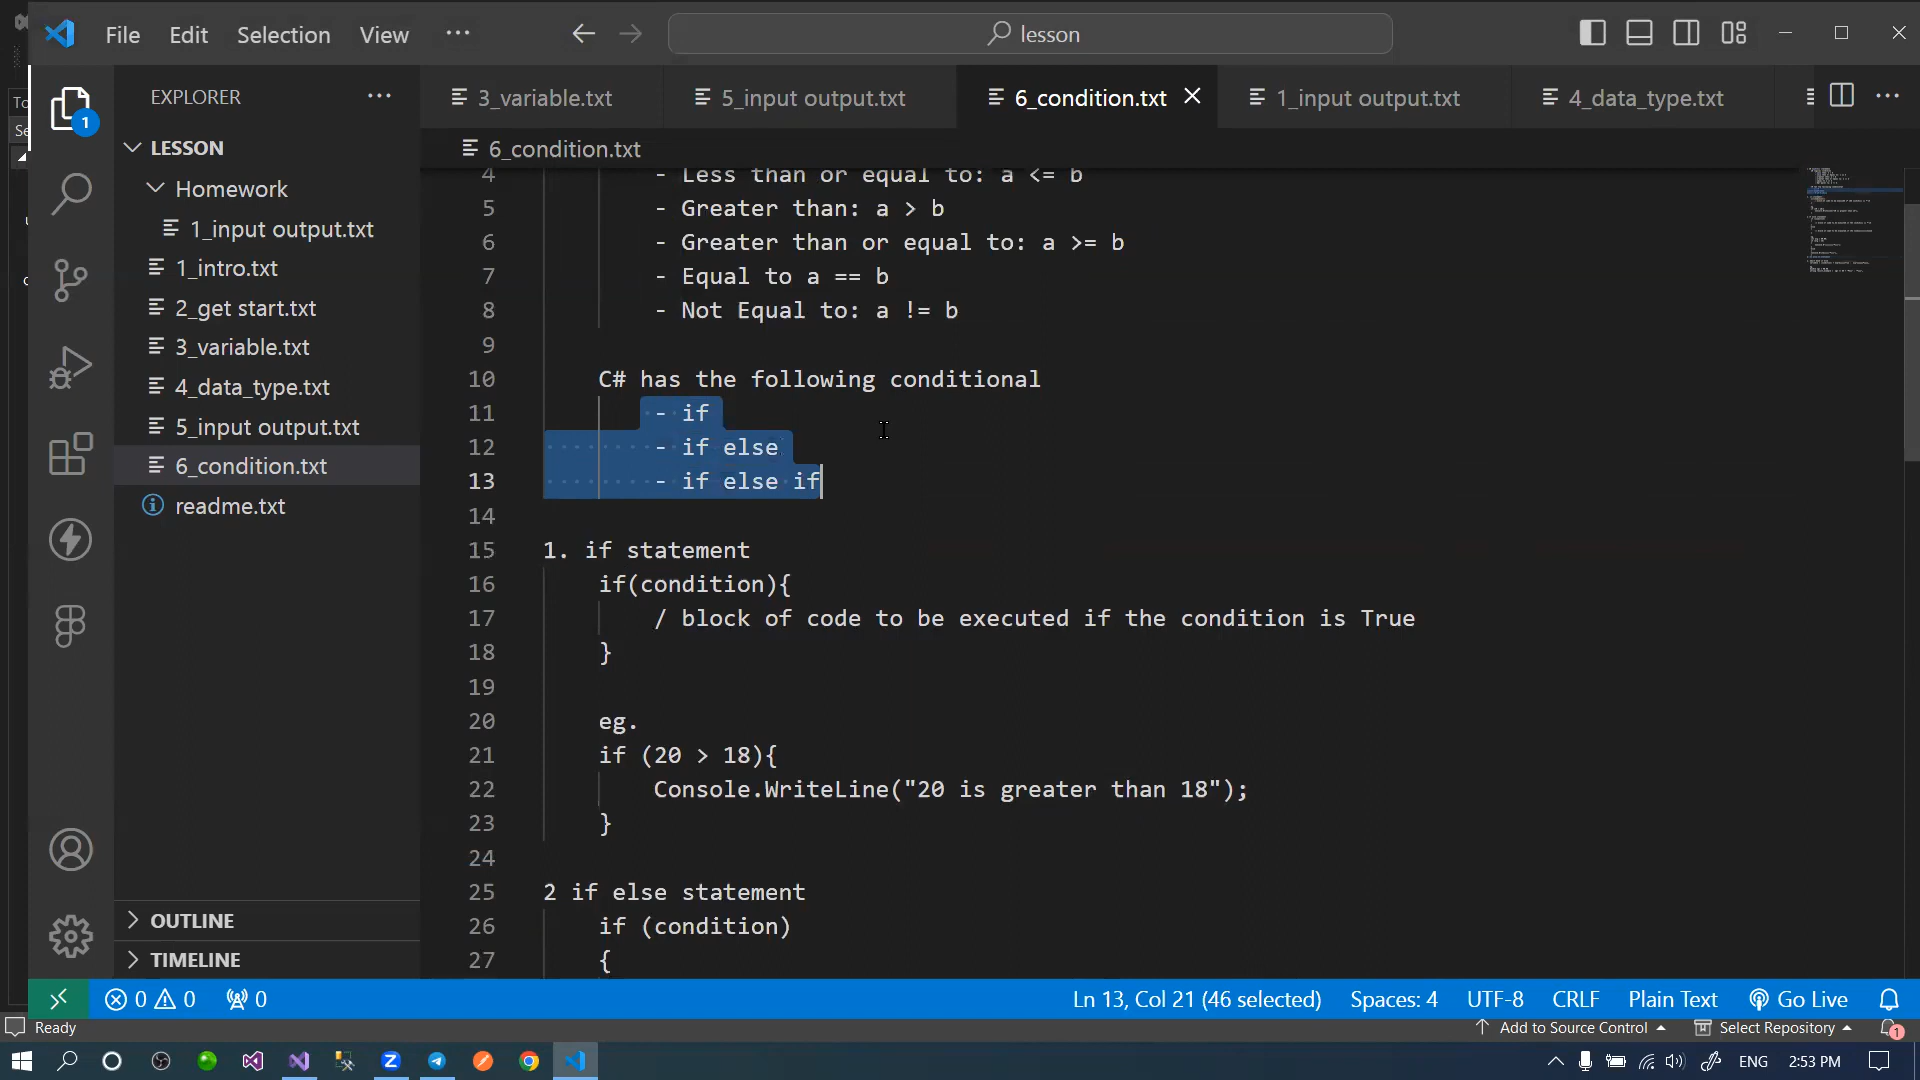 File Edit Selection View ··· lesson
EXPLORER ···
3_variable.txt 5_input output.txt 6_condition.txt 1_input output.txt 4_data_type.txt ···
LESSON
Homework
1_input output.txt
1_intro.txt
2_get start.txt
3_variable.txt
4_data_type.txt
5_input output.txt
6_condition.txt
readme.txt
OUTLINE
TIMELINE
1
6_condition.txt
4 - Less than or equal to: a <= b
5 - Greater than: a > b
6 - Greater than or equal to: a >= b
7 - Equal to a == b
8 - Not Equal to: a != b
9
10 C# has the following conditional
11 - if
12 - if else
13 - if else if
14
15 1. if statement
16 if(condition){
17 / block of code to be executed if the condition is True
18 }
19
20 eg.
21 if (20 > 18){
22 Console.WriteLine("20 is greater than 18");
23 }
24
25 2 if else statement
26 if (condition)
27 {
0 0 0 Ln 13, Col 21 (46 selected) Spaces: 4 UTF-8 CRLF Plain Text Go Live
Ready Add to Source Control Select Repository 1
ENG 2:53 PM